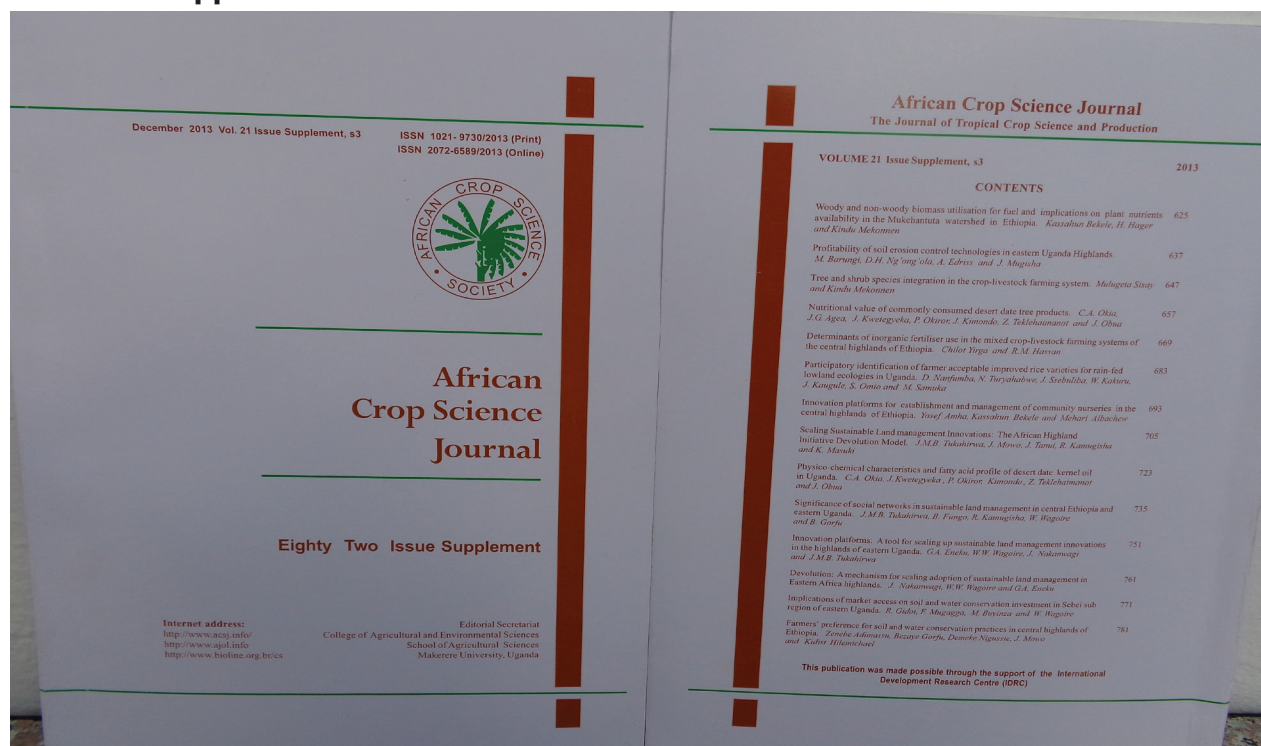 December 2013 Vol. 21 Issue Supplement, s3
ISSN 1021- 9730/2013 (Print)
ISSN 2072-6589/2013 (Online)
AFRICAN CROP SCIENCE
• SOCIETY •
African
Crop Science
Journal
Eighty Two Issue Supplement
Internet address:
http://www.acsj.info/
http://www.ajol.info
http://www.bioline.org.br/cs
Editorial Secretariat
College of Agricultural and Environmental Sciences
School of Agricultural Sciences
Makerere University, Uganda
African Crop Science Journal
The Journal of Tropical Crop Science and Production
VOLUME 21 Issue Supplement, s3 2013
CONTENTS
Woody and non-woody biomass utilisation for fuel and implications on plant nutrients 625
availability in the Mukehantuta watershed in Ethiopia. Kassahun Bekele, H. Hager
and Kindu Mekonnen
Profitability of soil erosion control technologies in eastern Uganda Highlands 637
M. Barungi, D.H. Ng'ong'ola, A. Edriss and J. Mugisha
Tree and shrub species integration in the crop-livestock farming system. Mulugeta Sisay 647
and Kindu Mekonnen
Nutritional value of commonly consumed desert date tree products. C.A. Okia, 657
J.G. Agea, J. Kwetegyeka, P. Okiror, J. Kimondo, Z. Teklehaimanot and J. Obua
Determinants of inorganic fertiliser use in the mixed crop-livestock farming systems of 669
the central highlands of Ethiopia. Chilot Yirga and R.M. Hassan
Participatory identification of farmer acceptable improved rice varieties for rain-fed 683
lowland ecologies in Uganda. D. Nanfumba, N. Turyahabwe, J. Ssebuliba, W. Kakuru,
J. Kaugule, S. Omio and M. Samuka
Innovation platforms for establishment and management of community nurseries in the 693
central highlands of Ethiopia. Yosef Amha, Kassahun Bekele and Mehari Albachew
Scaling Sustainable Land management Innovations: The African Highland 705
Initiative Devolution Model. J.M.B. Tukahirwa, J. Mowo, J. Tanui, R. Kamugisha
and K. Masuki
Physico-chemical characteristics and fatty acid profile of desert date kernel oil 723
in Uganda. C.A. Okia, J. Kwetegyeka, P. Okiror, Kimondo, Z. Teklehaimanot
and J. Obua
Significance of social networks in sustainable land management in central Ethiopia and 735
eastern Uganda. J.M.B. Tukahirwa, B. Fungo, R. Kamugisha, W. Wagoire
and B. Gorfu
Innovation platforms: A tool for scaling up sustainable land management innovations 751
in the highlands of eastern Uganda. G.A. Eneku, W.W. Wagoire, J. Nakamwagi
and J.M.B. Tukahirwa
Devolution: A mechanism for scaling adoption of sustainable land management in 761
Eastern Africa highlands. J. Nakamwagi, W.W. Wagoire and G.A. Eneku
Implications of market access on soil and water conservation investment in Sebei sub 771
region of eastern Uganda. R. Gidoi, F. Mugaggo, M. Buyinza and W. Wagoire
Farmers' preference for soil and water conservation practices in central highlands of 781
Ethiopia. Zenebe Adimassu, Bezaye Gorfu, Demeke Nigussie, J. Mowo
and Kidist Hilemichael
This publication was made possible through the support of the International
Development Research Centre (IDRC)